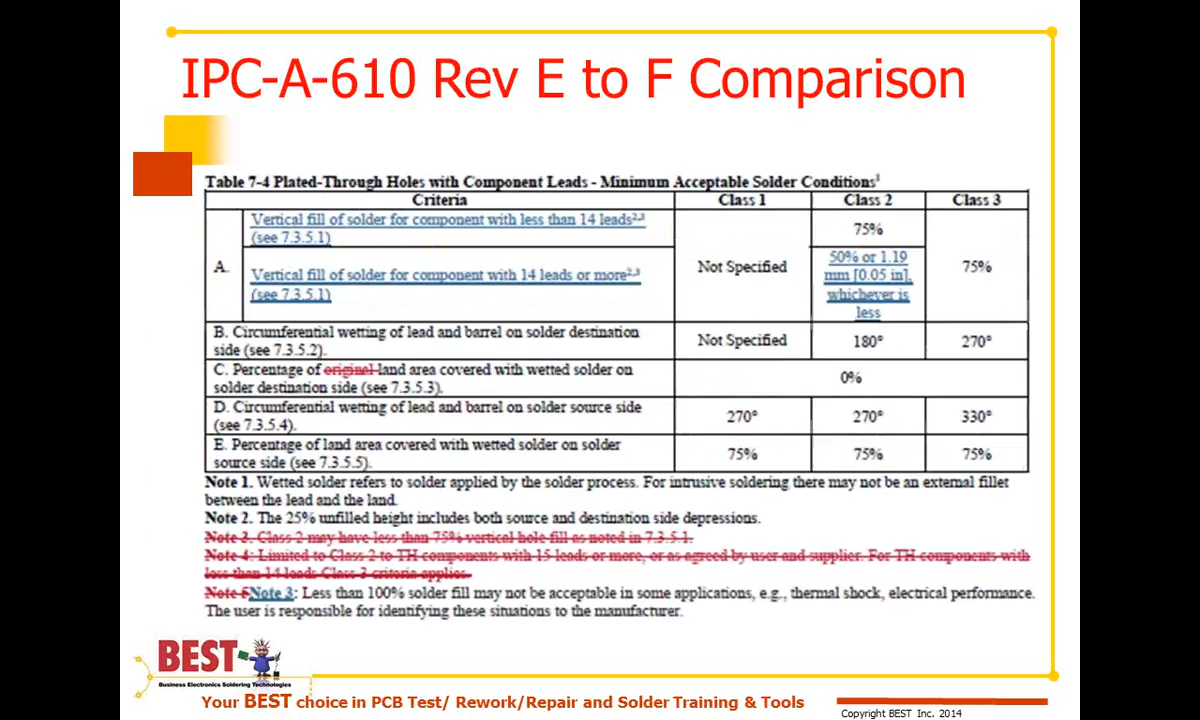 IPC-A-610 Rev E to F Comparison
Table 7-4 Plated-Through Holes with Component Leads - Minimum Acceptable Solder Conditions¹
Criteria Class 1 Class 2 Class 3
A. Vertical fill of solder for component with less than 14 leads²,³
(see 7.3.5.1)
Not Specified 75% 75%
Vertical fill of solder for component with 14 leads or more²,³
(see 7.3.5.1)
50% or 1.19
mm [0.05 in],
whichever is
less
B. Circumferential wetting of lead and barrel on solder destination
side (see 7.3.5.2).
Not Specified 180° 270°
C. Percentage of original land area covered with wetted solder on
solder destination side (see 7.3.5.3).
0%
D. Circumferential wetting of lead and barrel on solder source side
(see 7.3.5.4).
270° 270° 330°
E. Percentage of land area covered with wetted solder on solder
source side (see 7.3.5.5).
75% 75% 75%
Note 1. Wetted solder refers to solder applied by the solder process. For intrusive soldering there may not be an external fillet
between the lead and the land.
Note 2. The 25% unfilled height includes both source and destination side depressions.
Note 3. Class 2 may have less than 75% vertical hole fill as noted in 7.3.5.1.
Note 4: Limited to Class 2 to TH components with 15 leads or more, or as agreed by user and supplier. For TH components with
less than 14 leads Class 3 criteria applies.
Note 5Note 3: Less than 100% solder fill may not be acceptable in some applications, e.g., thermal shock, electrical performance.
The user is responsible for identifying these situations to the manufacturer.
BEST
Business Electronics Soldering Technologies
Your BEST choice in PCB Test/ Rework/Repair and Solder Training & Tools
Copyright BEST Inc. 2014